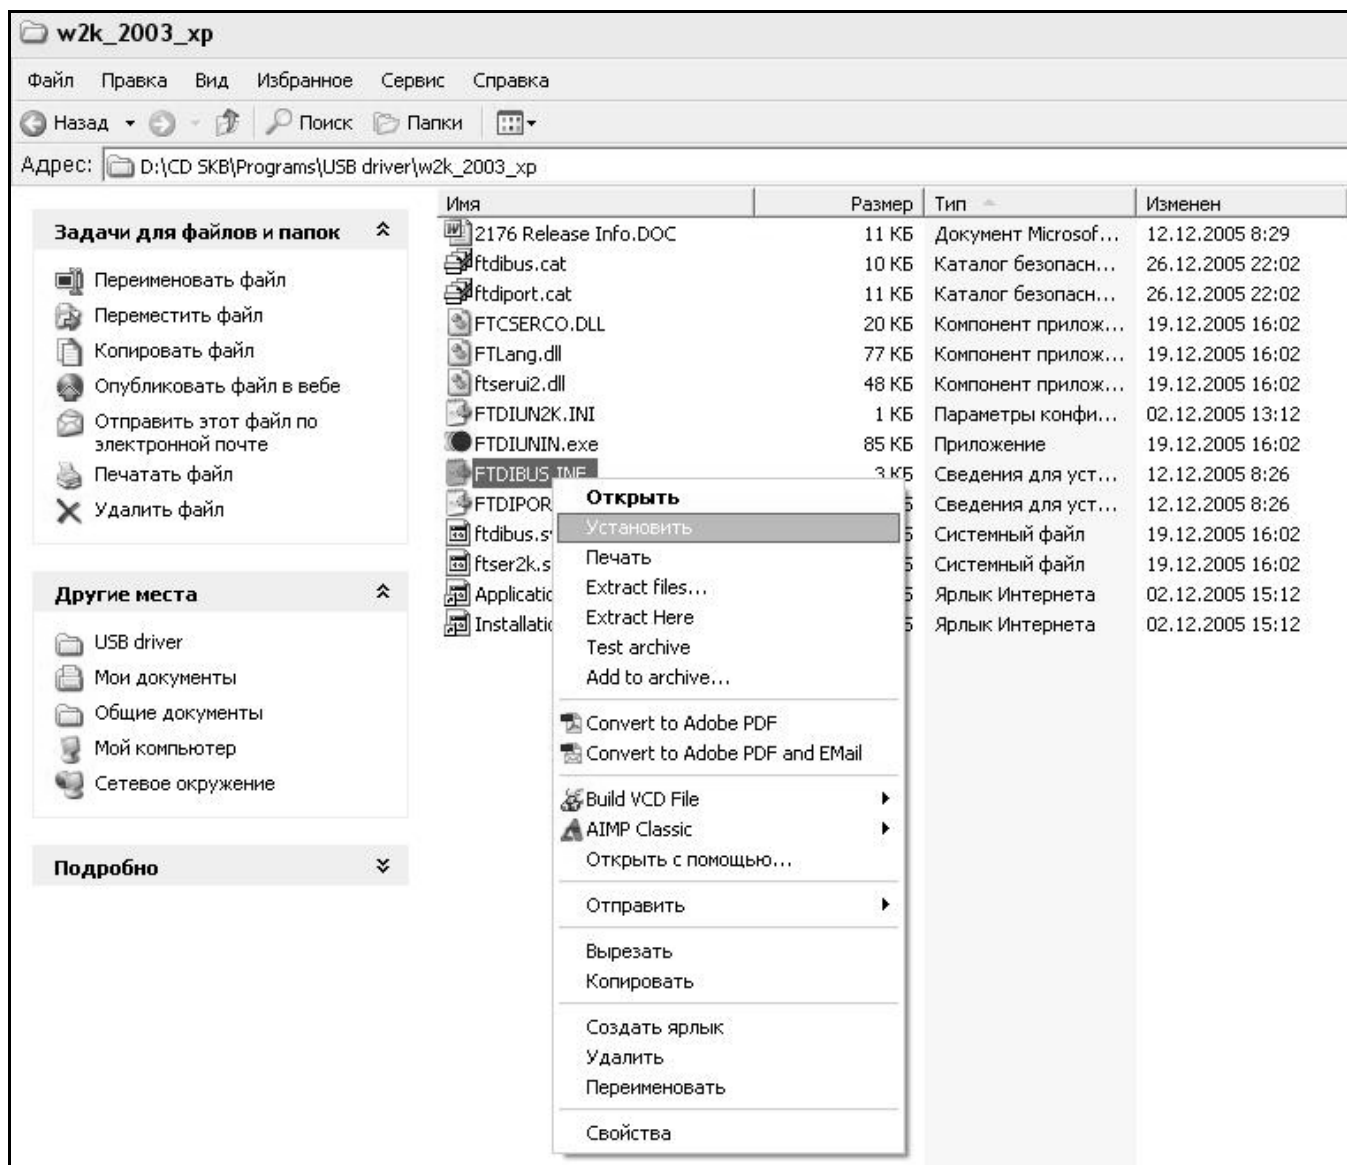 w2k_2003_xp
Файл Правка Вид Избранное Сервис Справка
Назад Поиск Папки
Адрес: D:\CD SKB\Programs\USB driver\w2k_2003_xp
Задачи для файлов и папок
Переименовать файл
Переместить файл
Копировать файл
Опубликовать файл в вебе
Отправить этот файл по
электронной почте
Печатать файл
Удалить файл
Другие места
USB driver
Мои документы
Общие документы
Мой компьютер
Сетевое окружение
Подробно
Имя Размер Тип Изменен
2176 Release Info.DOC 11 КБ Документ Microsof... 12.12.2005 8:29
ftdibus.cat 10 КБ Каталог безопасн... 26.12.2005 22:02
ftdiport.cat 11 КБ Каталог безопасн... 26.12.2005 22:02
FTCSERCO.DLL 20 КБ Компонент прилож... 19.12.2005 16:02
FTLang.dll 77 КБ Компонент прилож... 19.12.2005 16:02
ftserui2.dll 48 КБ Компонент прилож... 19.12.2005 16:02
FTDIUN2K.INI 1 КБ Параметры конфи... 02.12.2005 13:12
FTDIUNIN.exe 85 КБ Приложение 19.12.2005 16:02
FTDIBUS.INF 3 КБ Сведения для уст... 12.12.2005 8:26
FTDIPOR Сведения для уст... 12.12.2005 8:26
ftdibus.s Системный файл 19.12.2005 16:02
ftser2k.s Системный файл 19.12.2005 16:02
Applicatio Ярлык Интернета 02.12.2005 15:12
Installatio Ярлык Интернета 02.12.2005 15:12
Открыть
Установить
Печать
Extract files...
Extract Here
Test archive
Add to archive...
Convert to Adobe PDF
Convert to Adobe PDF and EMail
Build VCD File
AIMP Classic
Открыть с помощью...
Отправить
Вырезать
Копировать
Создать ярлык
Удалить
Переименовать
Свойства